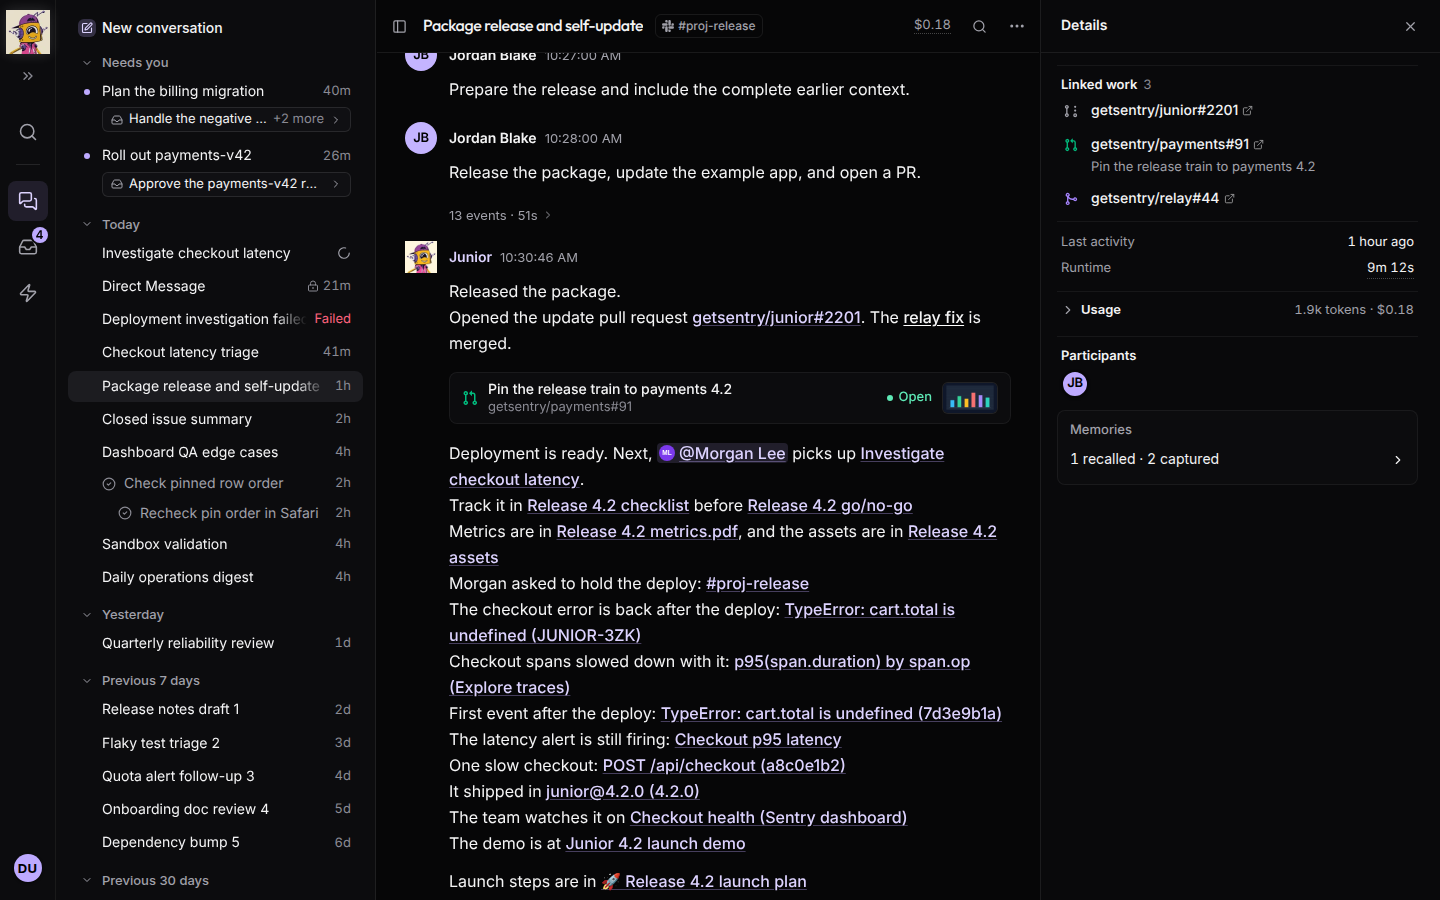 New conversation
Needs you
Plan the billing migration 40m
Handle the negative ... +2 more
Roll out payments-v42 26m
Approve the payments-v42 r...
Today
Investigate checkout latency
Direct Message 21m
Deployment investigation failed Failed
Checkout latency triage 41m
Package release and self-update 1h
Closed issue summary 2h
Dashboard QA edge cases 4h
Check pinned row order 2h
Recheck pin order in Safari 2h
Sandbox validation 4h
Daily operations digest 4h
Yesterday
Quarterly reliability review 1d
Previous 7 days
Release notes draft 1 2d
Flaky test triage 2 3d
Quota alert follow-up 3 4d
Onboarding doc review 4 5d
Dependency bump 5 6d
Previous 30 days
4
DU
Package release and self-update #proj-release $0.18
JB Jordan Blake 10:27:00 AM
Prepare the release and include the complete earlier context.
JB Jordan Blake 10:28:00 AM
Release the package, update the example app, and open a PR.
13 events · 51s
Junior 10:30:46 AM
Released the package.
Opened the update pull request getsentry/junior#2201. The relay fix is
merged.
Pin the release train to payments 4.2
getsentry/payments#91
Open
Deployment is ready. Next, ML @Morgan Lee picks up Investigate
checkout latency.
Track it in Release 4.2 checklist before Release 4.2 go/no-go
Metrics are in Release 4.2 metrics.pdf, and the assets are in Release 4.2
assets
Morgan asked to hold the deploy: #proj-release
The checkout error is back after the deploy: TypeError: cart.total is
undefined (JUNIOR-3ZK)
Checkout spans slowed down with it: p95(span.duration) by span.op
(Explore traces)
First event after the deploy: TypeError: cart.total is undefined (7d3e9b1a)
The latency alert is still firing: Checkout p95 latency
One slow checkout: POST /api/checkout (a8c0e1b2)
It shipped in junior@4.2.0 (4.2.0)
The team watches it on Checkout health (Sentry dashboard)
The demo is at Junior 4.2 launch demo
Launch steps are in 🚀 Release 4.2 launch plan
Details
Linked work 3
getsentry/junior#2201
getsentry/payments#91
Pin the release train to payments 4.2
getsentry/relay#44
Last activity 1 hour ago
Runtime 9m 12s
Usage 1.9k tokens · $0.18
Participants
JB
Memories
1 recalled · 2 captured